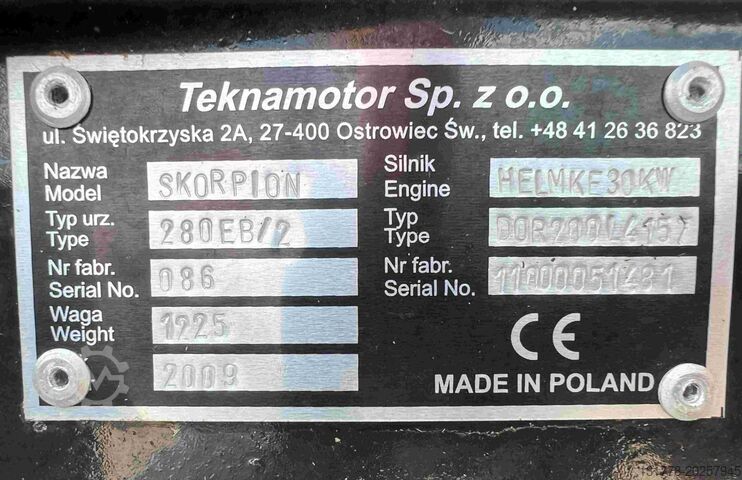 Teknamotor Sp. z o.o.
ul. Świętokrzyska 2A, 27-400 Ostrowiec Św., tel. +48 41 26 36 823
Nazwa
Model SKORPION
Typ urz.
Type 280EB/2
Nr fabr.
Serial No. 086
Waga
Weight 1225
2009
Silnik
Engine HELMKE30KW
Typ
Type DOR200L4157
Nr fabr.
Serial No.
CE
MADE IN POLAND